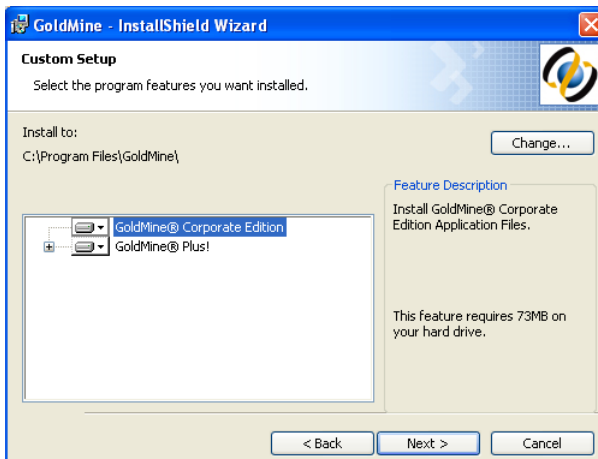 GoldMine - InstallShield Wizard
Custom Setup
Select the program features you want installed.
Install to:
C:\Program Files\GoldMine\
Change...
GoldMine® Corporate Edition
GoldMine® Plus!
Feature Description
Install GoldMine® Corporate
Edition Application Files.
This feature requires 73MB on
your hard drive.
< Back
Next >
Cancel